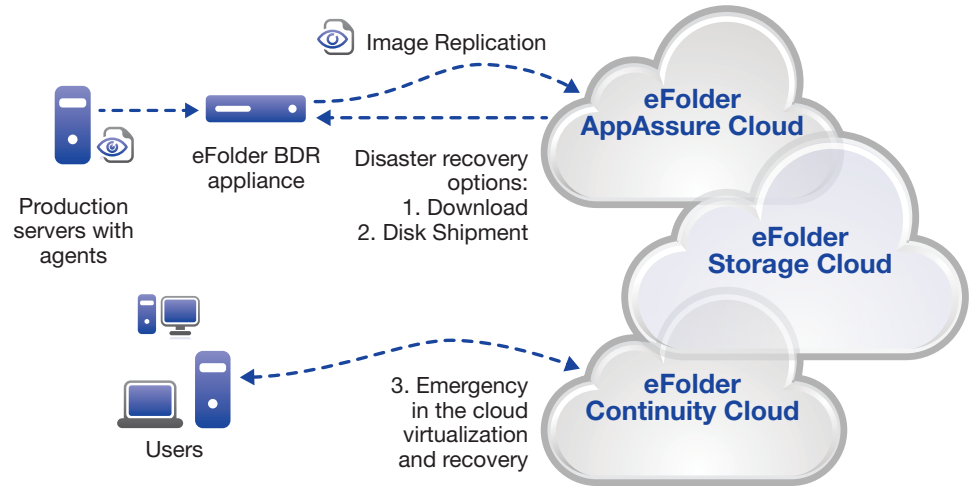 Image Replication
eFolder
AppAssure Cloud
eFolder BDR
appliance
Disaster recovery
options:
1. Download
2. Disk Shipment
Production
servers with
agents
eFolder
Storage Cloud
3. Emergency
in the cloud
virtualization
and recovery
eFolder
Continuity Cloud
Users